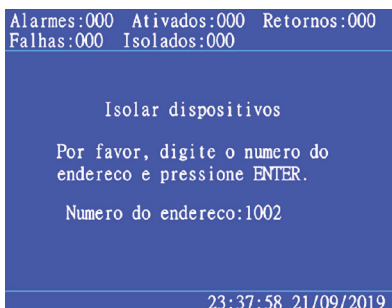 Alarmes:000 Ativados:000 Retornos:000
Falhas:000 Isolados:000
Isolar dispositivos
Por favor, digite o numero do
endereco e pressione ENTER.
Numero do endereco:1002
23:37:58 21/09/2019